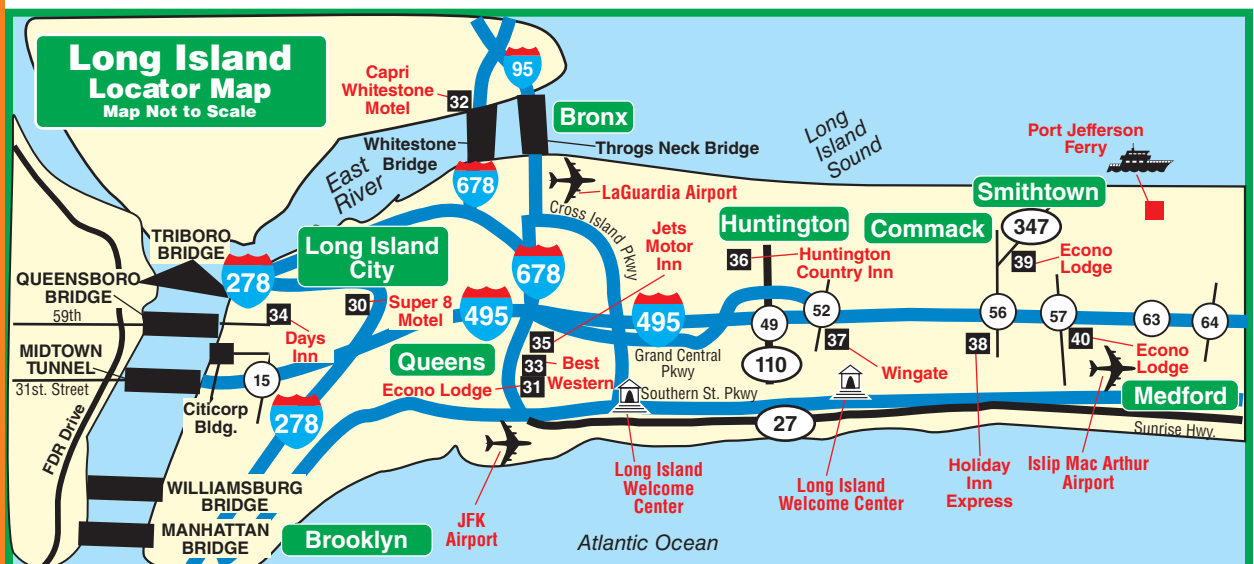 Long Island
Locator Map
Map Not to Scale
95
Capri
Whitestone
Motel
32
Bronx
Whitestone
Bridge
Throgs Neck Bridge
Long
Island
Sound
Port Jefferson
Ferry
East
River
678
LaGuardia Airport
Cross Island Pkwy
Smithtown
347
Huntington
Commack
TRIBORO
BRIDGE
Long Island
City
Jets
Motor
Inn
36
Huntington
Country Inn
39
Econo
Lodge
278
678
QUEENSBORO
BRIDGE
59th
34
Days
Inn
30
Super 8
Motel
495
495
49
52
56
57
63
64
MIDTOWN
TUNNEL
31st. Street
15
Queens
35
33
Best
Western
Econo Lodge
31
Grand Central
Pkwy
110
37
Wingate
38
40
Econo
Lodge
Citicorp
Bldg.
278
Southern St. Pkwy
Medford
27
Sunrise Hwy.
FDR Drive
WILLIAMSBURG
BRIDGE
JFK
Airport
Long Island
Welcome
Center
Long Island
Welcome Center
Holiday
Inn
Express
Islip Mac Arthur
Airport
MANHATTAN
BRIDGE
Brooklyn
Atlantic Ocean